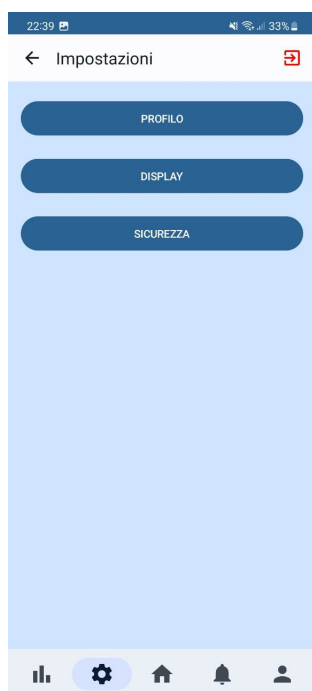 22:39 33%
Impostazioni
PROFILO
DISPLAY
SICUREZZA